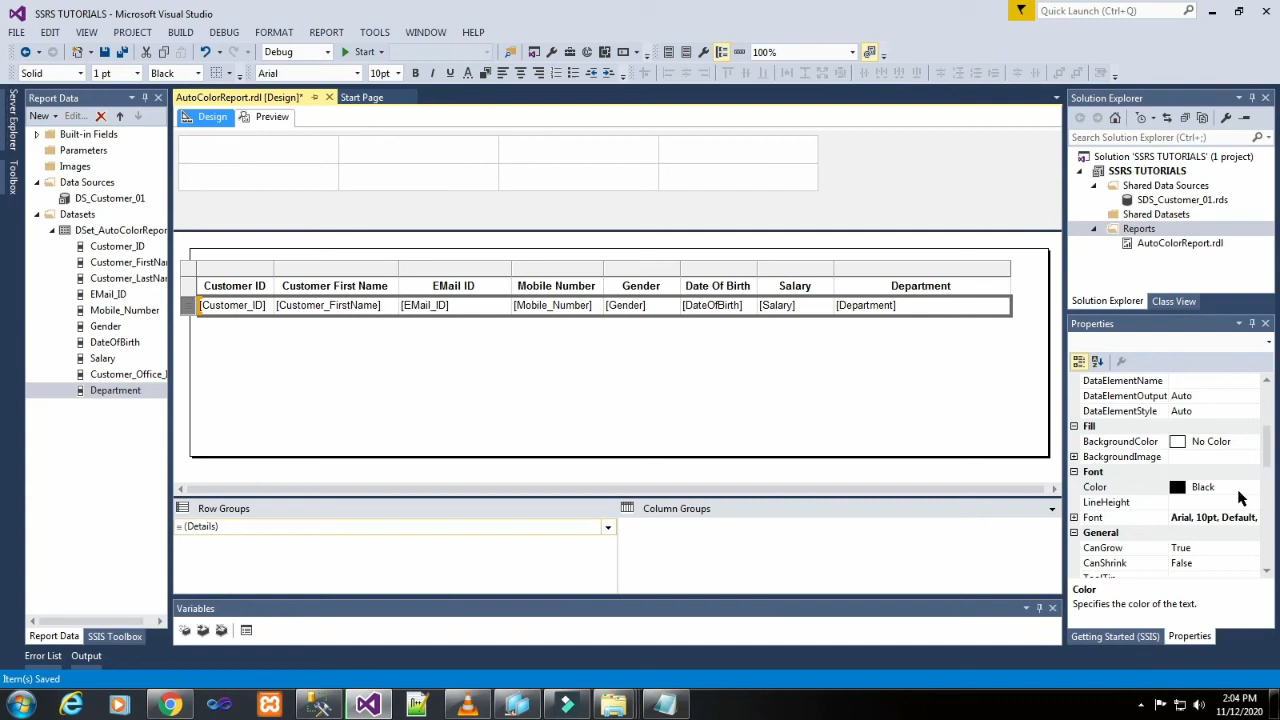 SSRS TUTORIALS - Microsoft Visual Studio
Quick Launch (Ctrl+Q)
FILE EDIT VIEW PROJECT BUILD DEBUG FORMAT REPORT TOOLS WINDOW HELP
Debug Start 100%
Solid 1 pt Black Arial 10pt B I U A
Server Explorer
Toolbox
Report Data
New Edit...
Built-in Fields
Parameters
Images
Data Sources
DS_Customer_01
Datasets
DSet_AutoColorRepor
Customer_ID
Customer_FirstName
Customer_LastName
EMail_ID
Mobile_Number
Gender
DateOfBirth
Salary
Customer_Office_
Department
Report Data SSIS Toolbox
AutoColorReport.rdl [Design]* Start Page
Design Preview
Customer ID Customer First Name EMail ID Mobile Number Gender Date Of Birth Salary Department
[Customer_ID] [Customer_FirstName] [EMail_ID] [Mobile_Number] [Gender] [DateOfBirth] [Salary] [Department]
Row Groups Column Groups
(Details)
Variables
Solution Explorer
Search Solution Explorer (Ctrl+;)
Solution 'SSRS TUTORIALS' (1 project)
SSRS TUTORIALS
Shared Data Sources
SDS_Customer_01.rds
Shared Datasets
Reports
AutoColorReport.rdl
Solution Explorer Class View
Properties
DataElementName
DataElementOutput Auto
DataElementStyle Auto
Fill
BackgroundColor No Color
BackgroundImage
Font
Color Black
LineHeight
Font Arial, 10pt, Default,
General
CanGrow True
CanShrink False
Color
Specifies the color of the text.
Getting Started (SSIS) Properties
Error List Output
Item(s) Saved
2:04 PM
11/12/2020